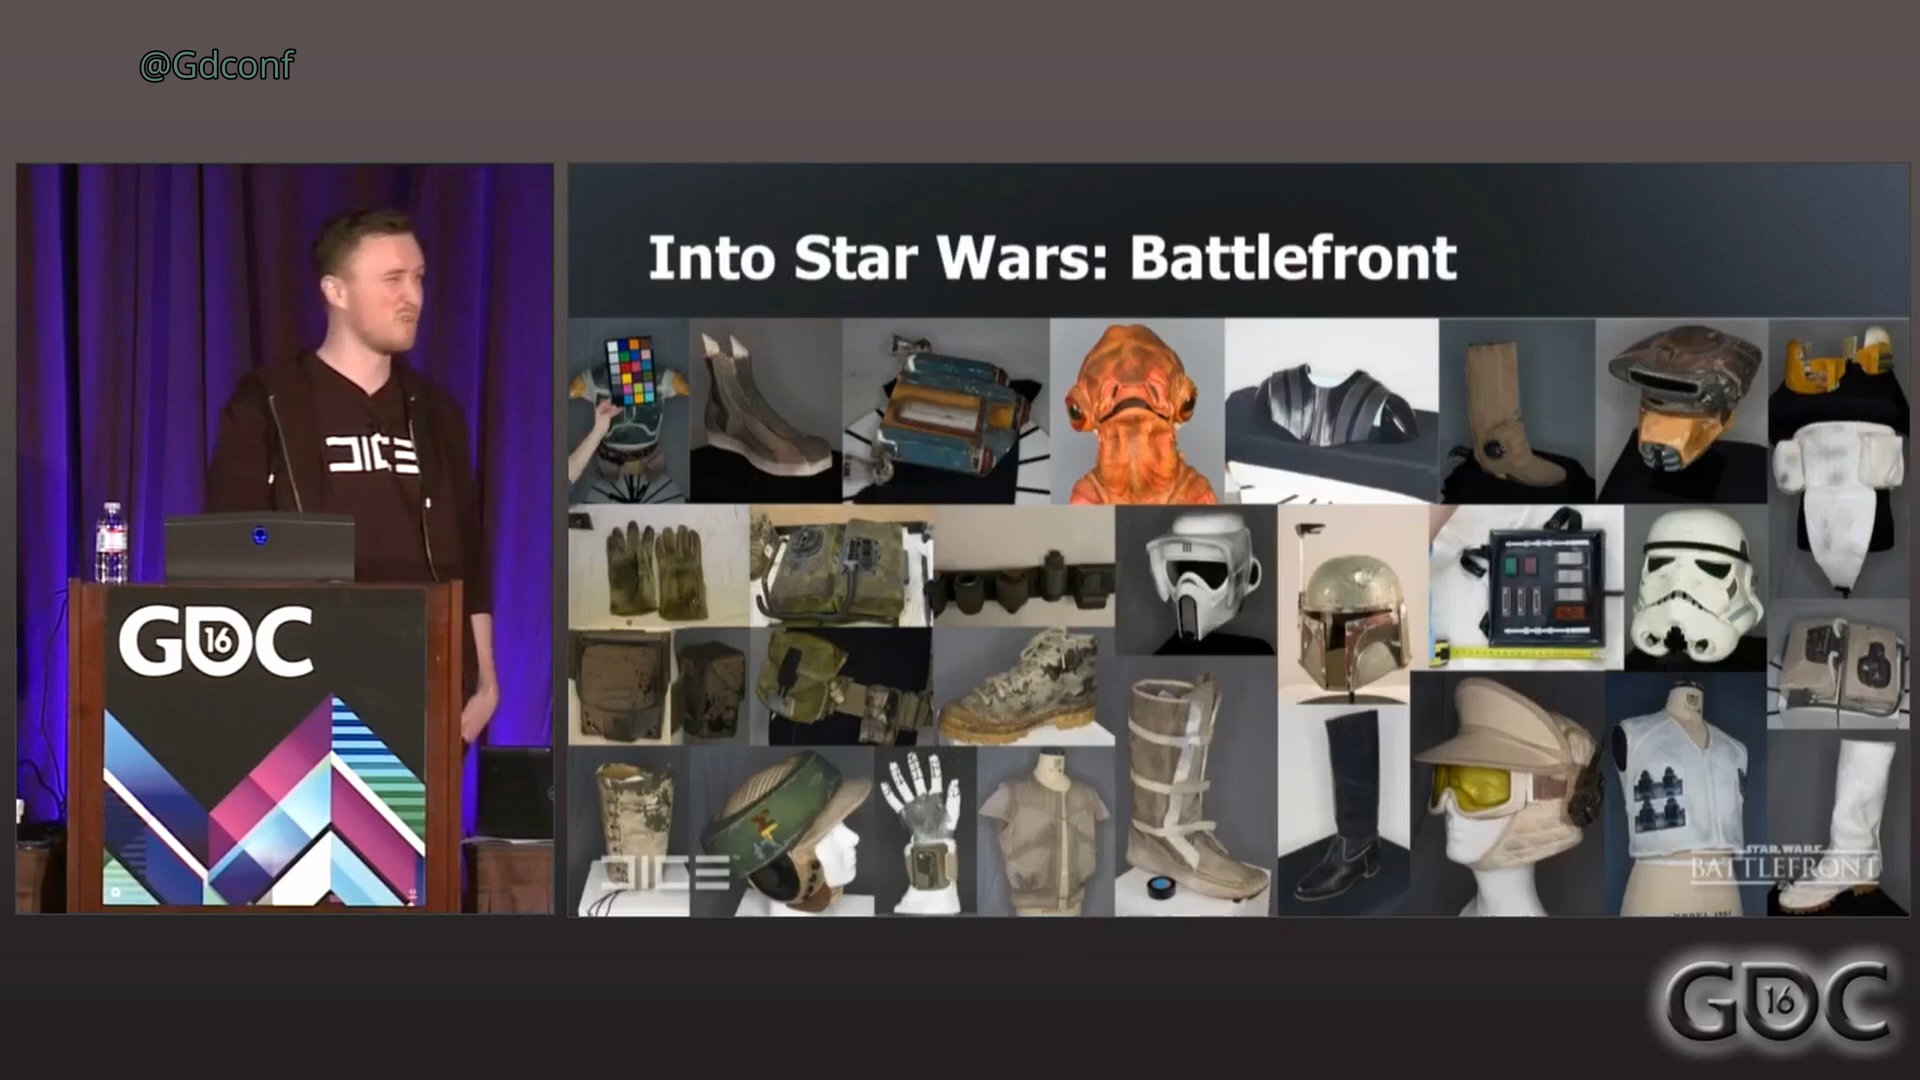 @Gdconf
Into Star Wars: Battlefront
DICE
GDC
16
DICE
STAR WARS
BATTLEFRONT
GDC
16